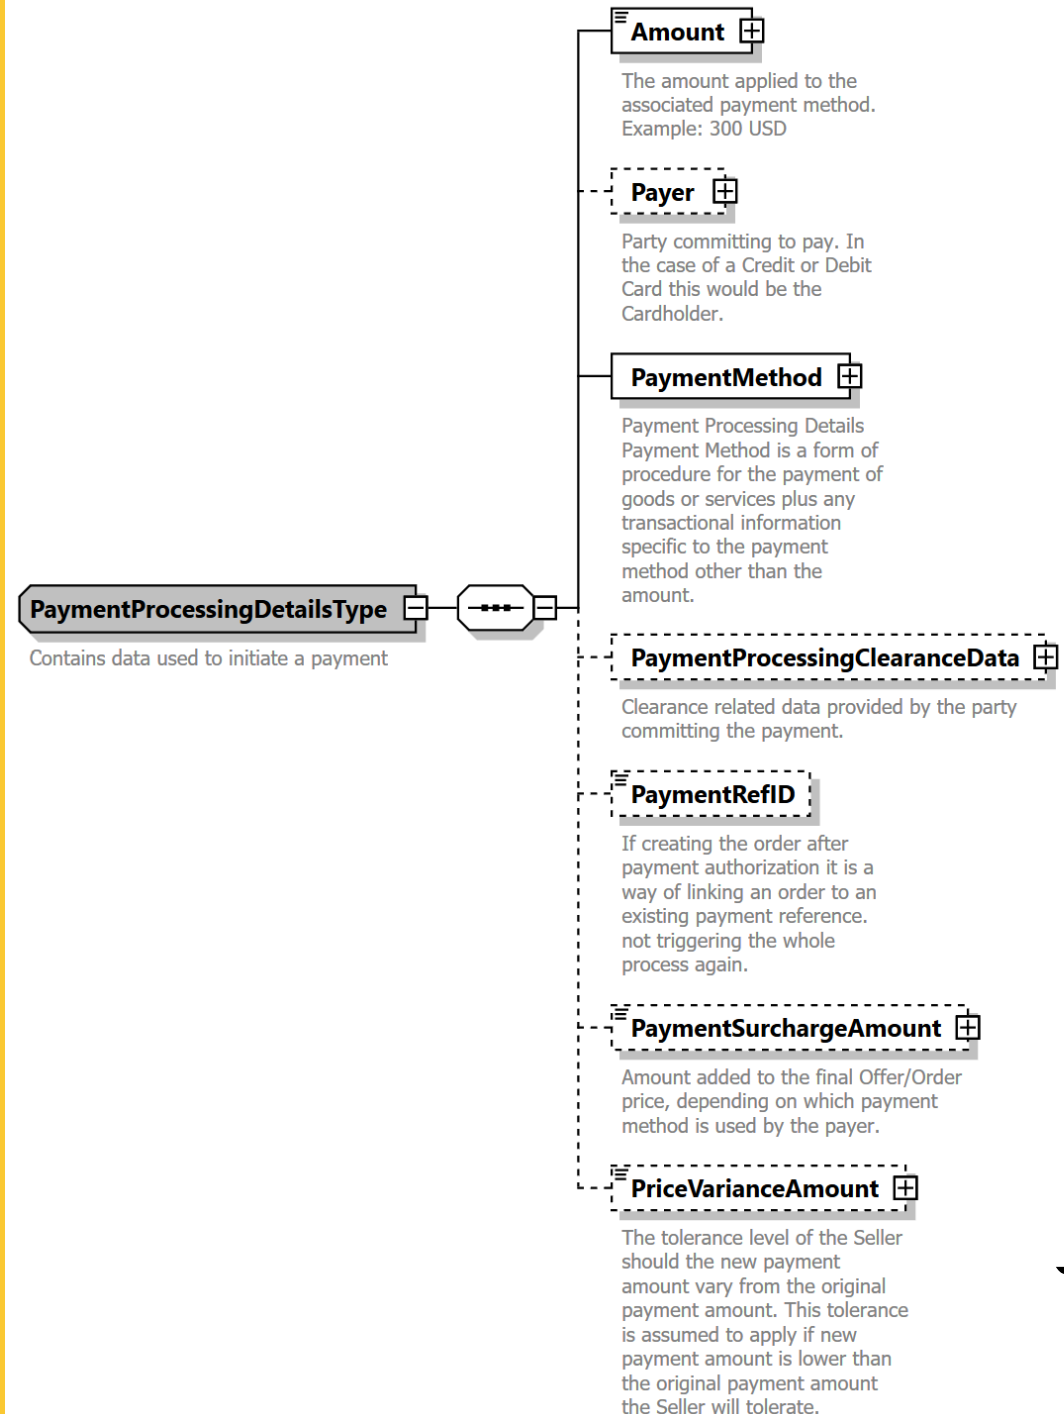 Amount
The amount applied to the
associated payment method.
Example: 300 USD
Payer
Party committing to pay. In
the case of a Credit or Debit
Card this would be the
Cardholder.
PaymentMethod
Payment Processing Details
Payment Method is a form of
procedure for the payment of
goods or services plus any
transactional information
specific to the payment
method other than the
amount.
PaymentProcessingDetailsType
Contains data used to initiate a payment
PaymentProcessingClearanceData
Clearance related data provided by the party
committing the payment.
PaymentRefID
If creating the order after
payment authorization it is a
way of linking an order to an
existing payment reference.
not triggering the whole
process again.
PaymentSurchargeAmount
Amount added to the final Offer/Order
price, depending on which payment
method is used by the payer.
PriceVarianceAmount
The tolerance level of the Seller
should the new payment
amount vary from the original
payment amount. This tolerance
is assumed to apply if new
payment amount is lower than
the original payment amount
the Seller will tolerate.